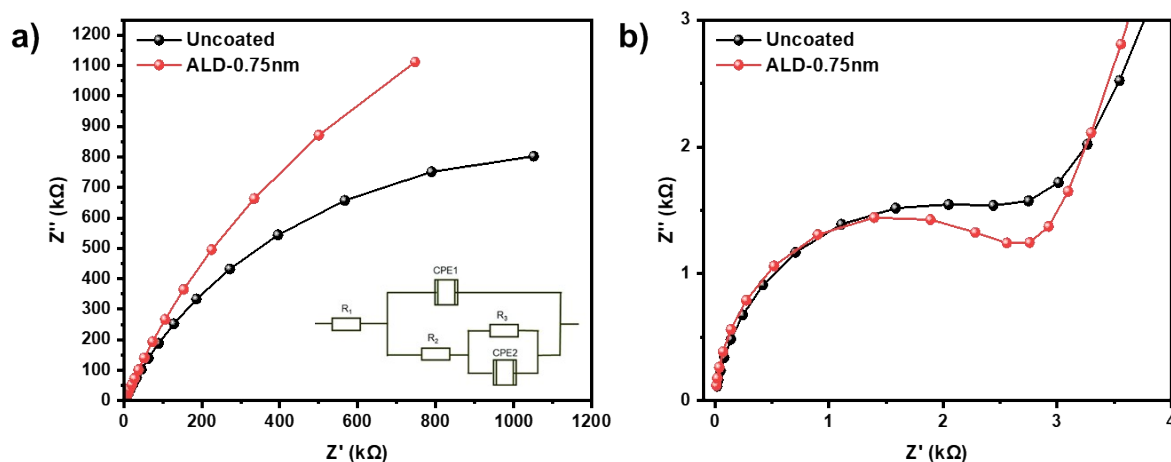 a)
Uncoated
ALD-0.75nm
1200
1100
1000
900
800
700
600
500
400
300
200
100
0
Z'' (kΩ)
0 200 400 600 800 1000 1200
Z' (kΩ)
CPE1
R₁
R₂
R₃
CPE2
b)
Uncoated
ALD-0.75nm
3
2
1
0
Z'' (kΩ)
0 1 2 3 4
Z' (kΩ)